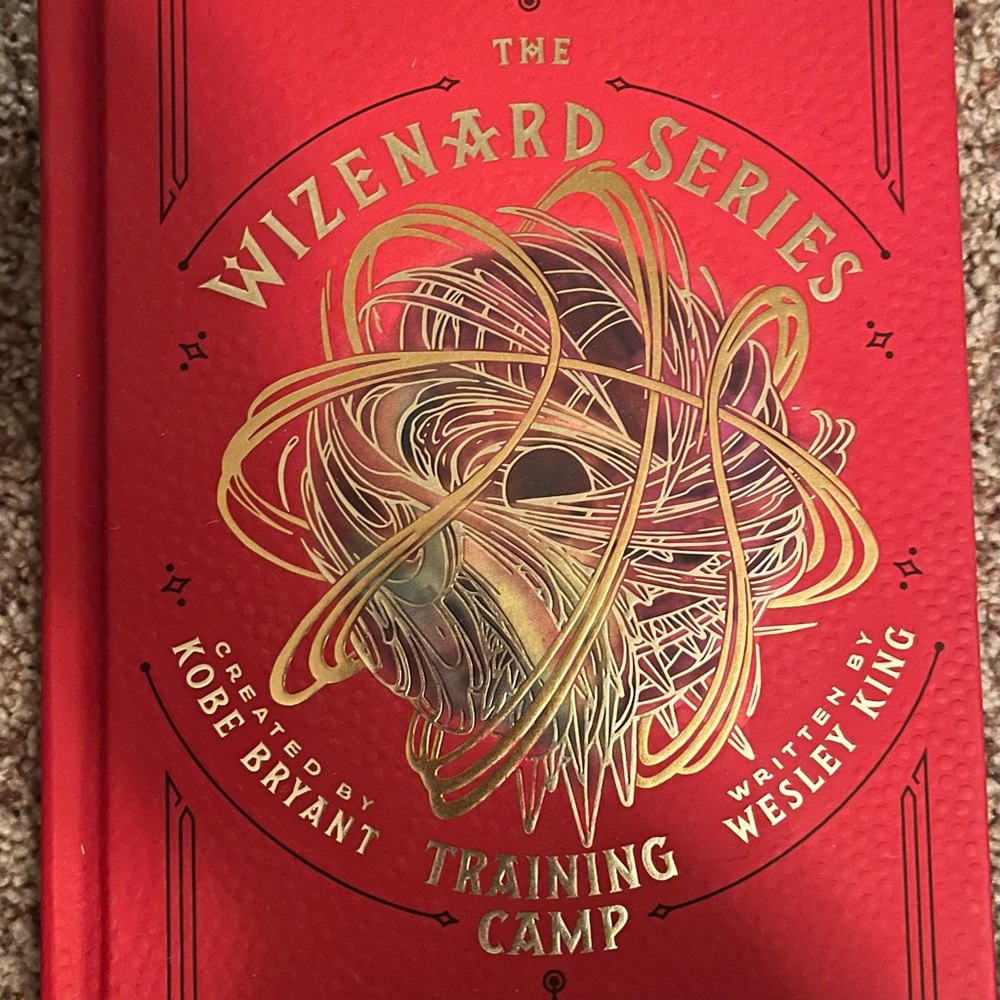 THE
WIZENARD SERIES
CREATED BY
KOBE BRYANT
WRITTEN BY
WESLEY KING
TRAINING
CAMP